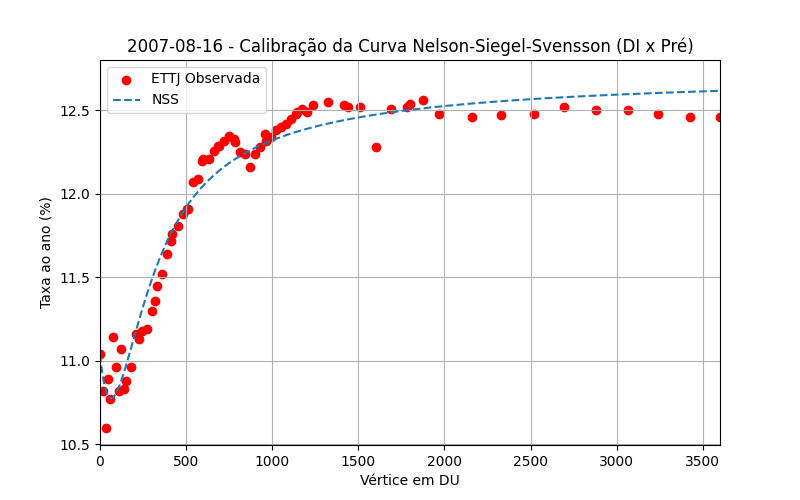 2007-08-16 - Calibração da Curva Nelson-Siegel-Svensson (DI x Pré)
ETTJ Observada
NSS
Taxa ao ano (%)
12.5
12.0
11.5
11.0
10.5
0 500 1000 1500 2000 2500 3000 3500
Vértice em DU